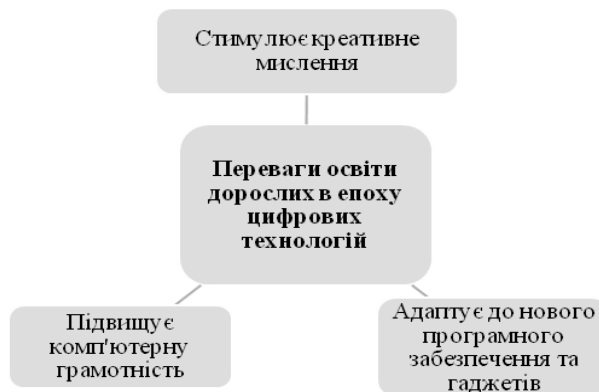 Стимулює креативне
мислення
Переваги освіти
дорослих в епоху
цифрових
технологій
Підвищує
комп'ютерну
грамотність
Адаптує до нового
програмного
забезпечення та
гаджетів